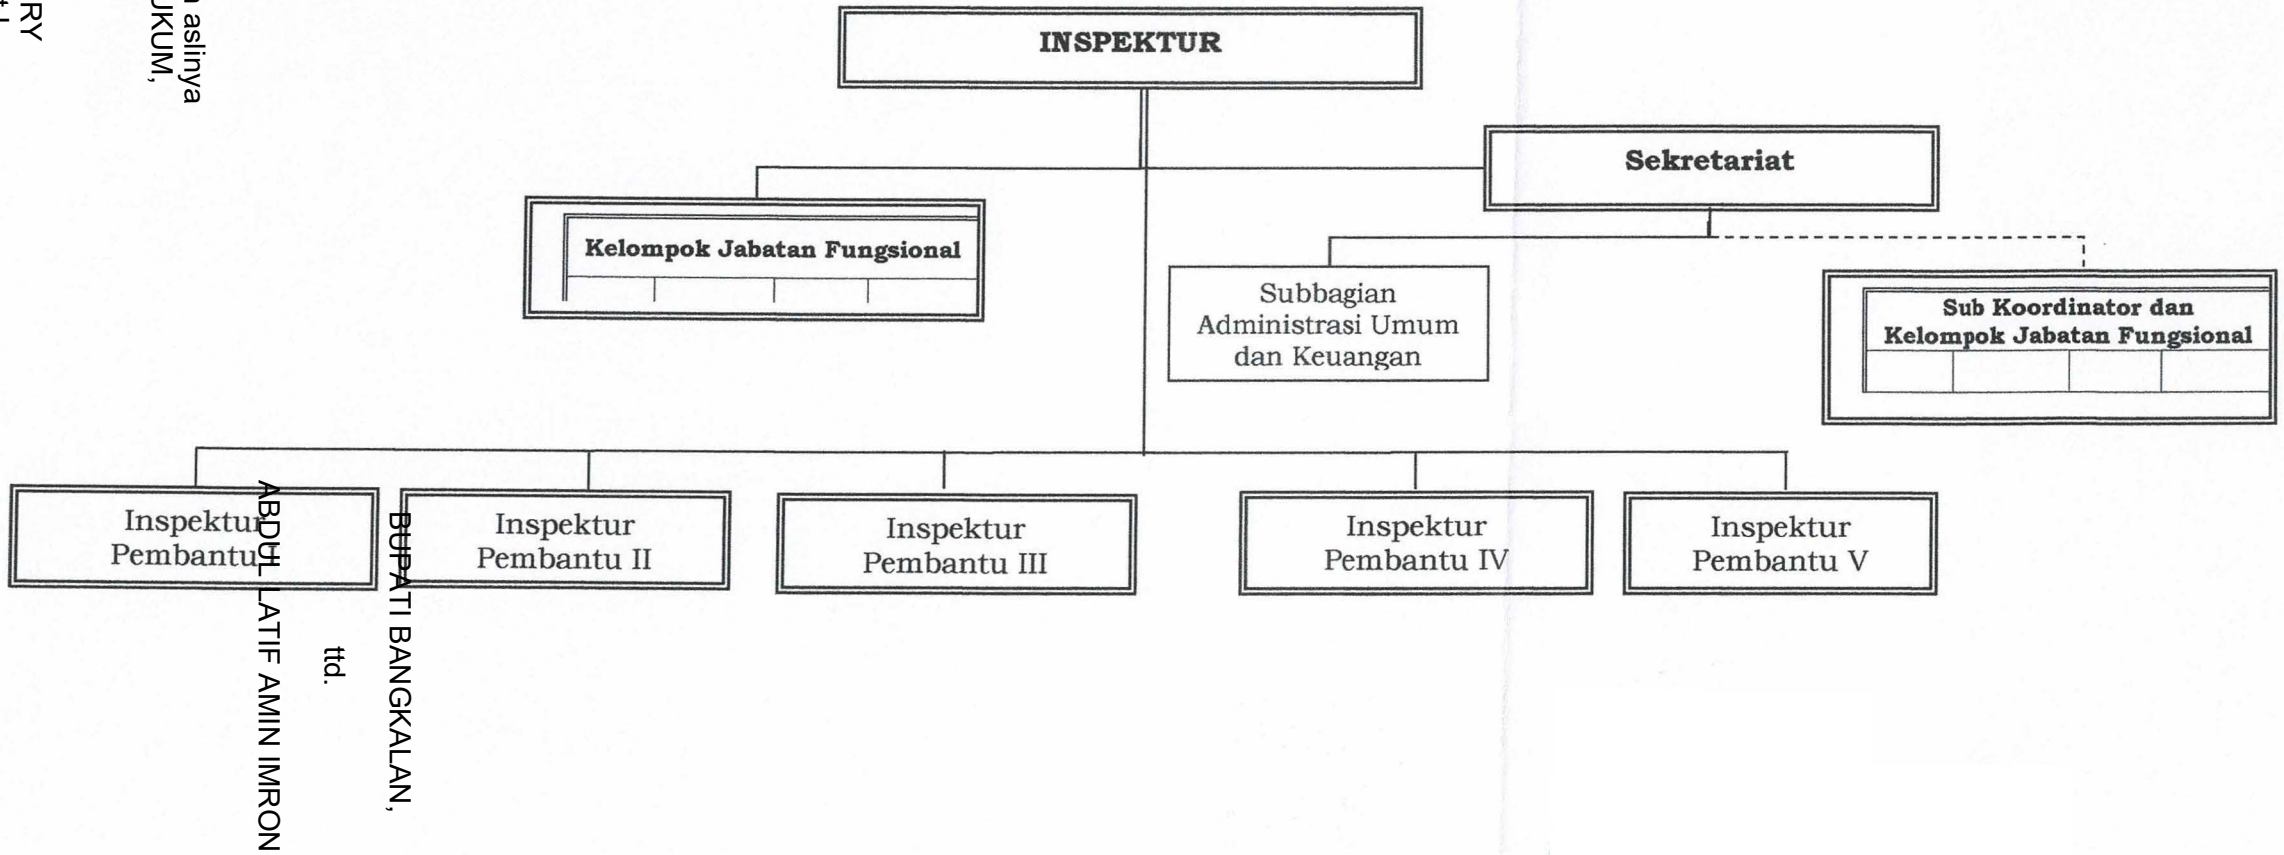 INSPEKTUR
Sekretariat
Kelompok Jabatan Fungsional
Subbagian
Administrasi Umum
dan Keuangan
Sub Koordinator dan
Kelompok Jabatan Fungsional
Inspektur
Pembantu I
Inspektur
Pembantu II
Inspektur
Pembantu III
Inspektur
Pembantu IV
Inspektur
Pembantu V
BUPATI BANGKALAN,
ttd.
ABDUL LATIF AMIN IMRON
aslinya